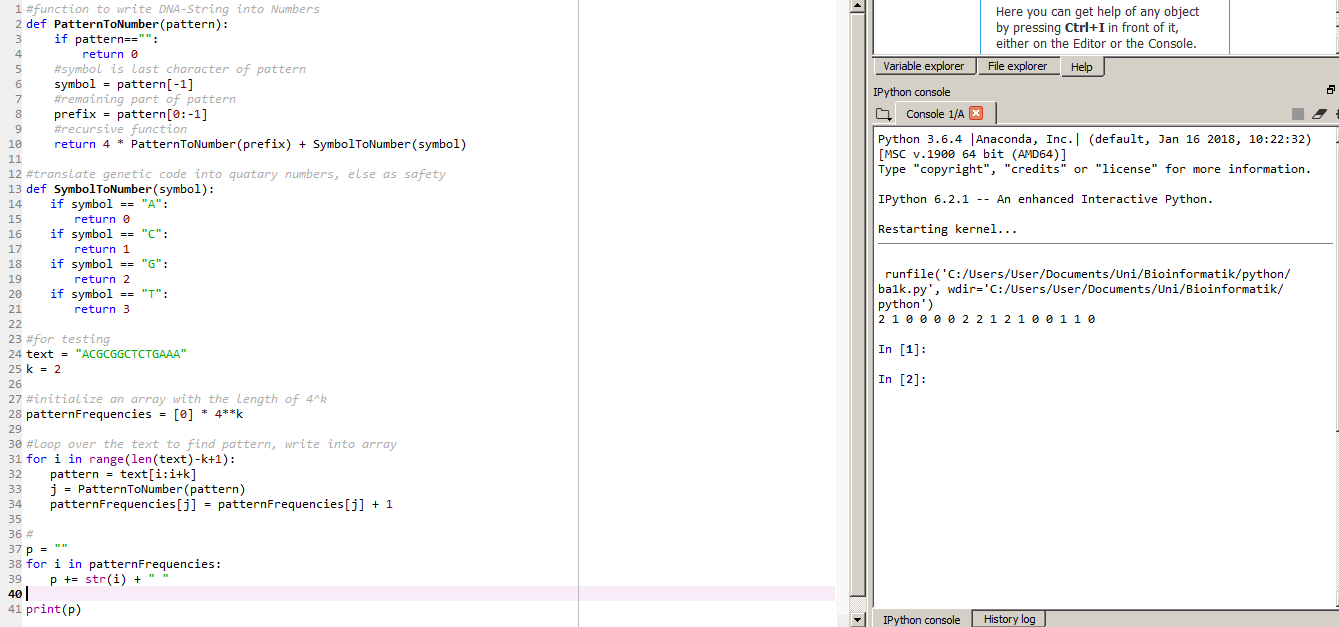 1 #function to write DNA-String into Numbers
2 def PatternToNumber(pattern):
3     if pattern=="":
4         return 0
5     #symbol is last character of pattern
6     symbol = pattern[-1]
7     #remaining part of pattern
8     prefix = pattern[0:-1]
9     #recursive function
10     return 4 * PatternToNumber(prefix) + SymbolToNumber(symbol)
11
12 #translate genetic code into quatary numbers, else as safety
13 def SymbolToNumber(symbol):
14    if symbol == "A":
15       return 0
16    if symbol == "C":
17       return 1
18    if symbol == "G":
19       return 2
20    if symbol == "T":
21       return 3
22
23 #for testing
24 text = "ACGCGGCTCTGAAA"
25 k = 2
26
27 #initialize an array with the length of 4^k
28 patternFrequencies = [0] * 4**k
29
30 #loop over the text to find pattern, write into array
31 for i in range(len(text)-k+1):
32    pattern = text[i:i+k]
33    j = PatternToNumber(pattern)
34    patternFrequencies[j] = patternFrequencies[j] + 1
35
36 #
37 p = ""
38 for i in patternFrequencies:
39    p += str(i) + " "
40
41 print(p)
Here you can get help of any object
by pressing Ctrl+I in front of it,
either on the Editor or the Console.
Variable explorer File explorer Help
IPython console
Console 1/A
Python 3.6.4 |Anaconda, Inc.| (default, Jan 16 2018, 10:22:32)
[MSC v.1900 64 bit (AMD64)]
Type "copyright", "credits" or "license" for more information.
IPython 6.2.1 -- An enhanced Interactive Python.
Restarting kernel...
runfile('C:/Users/User/Documents/Uni/Bioinformatik/python/
ba1k.py', wdir='C:/Users/User/Documents/Uni/Bioinformatik/
python')
2 1 0 0 0 0 2 2 1 2 1 0 0 1 1 0
In [1]:
In [2]:
IPython console History log